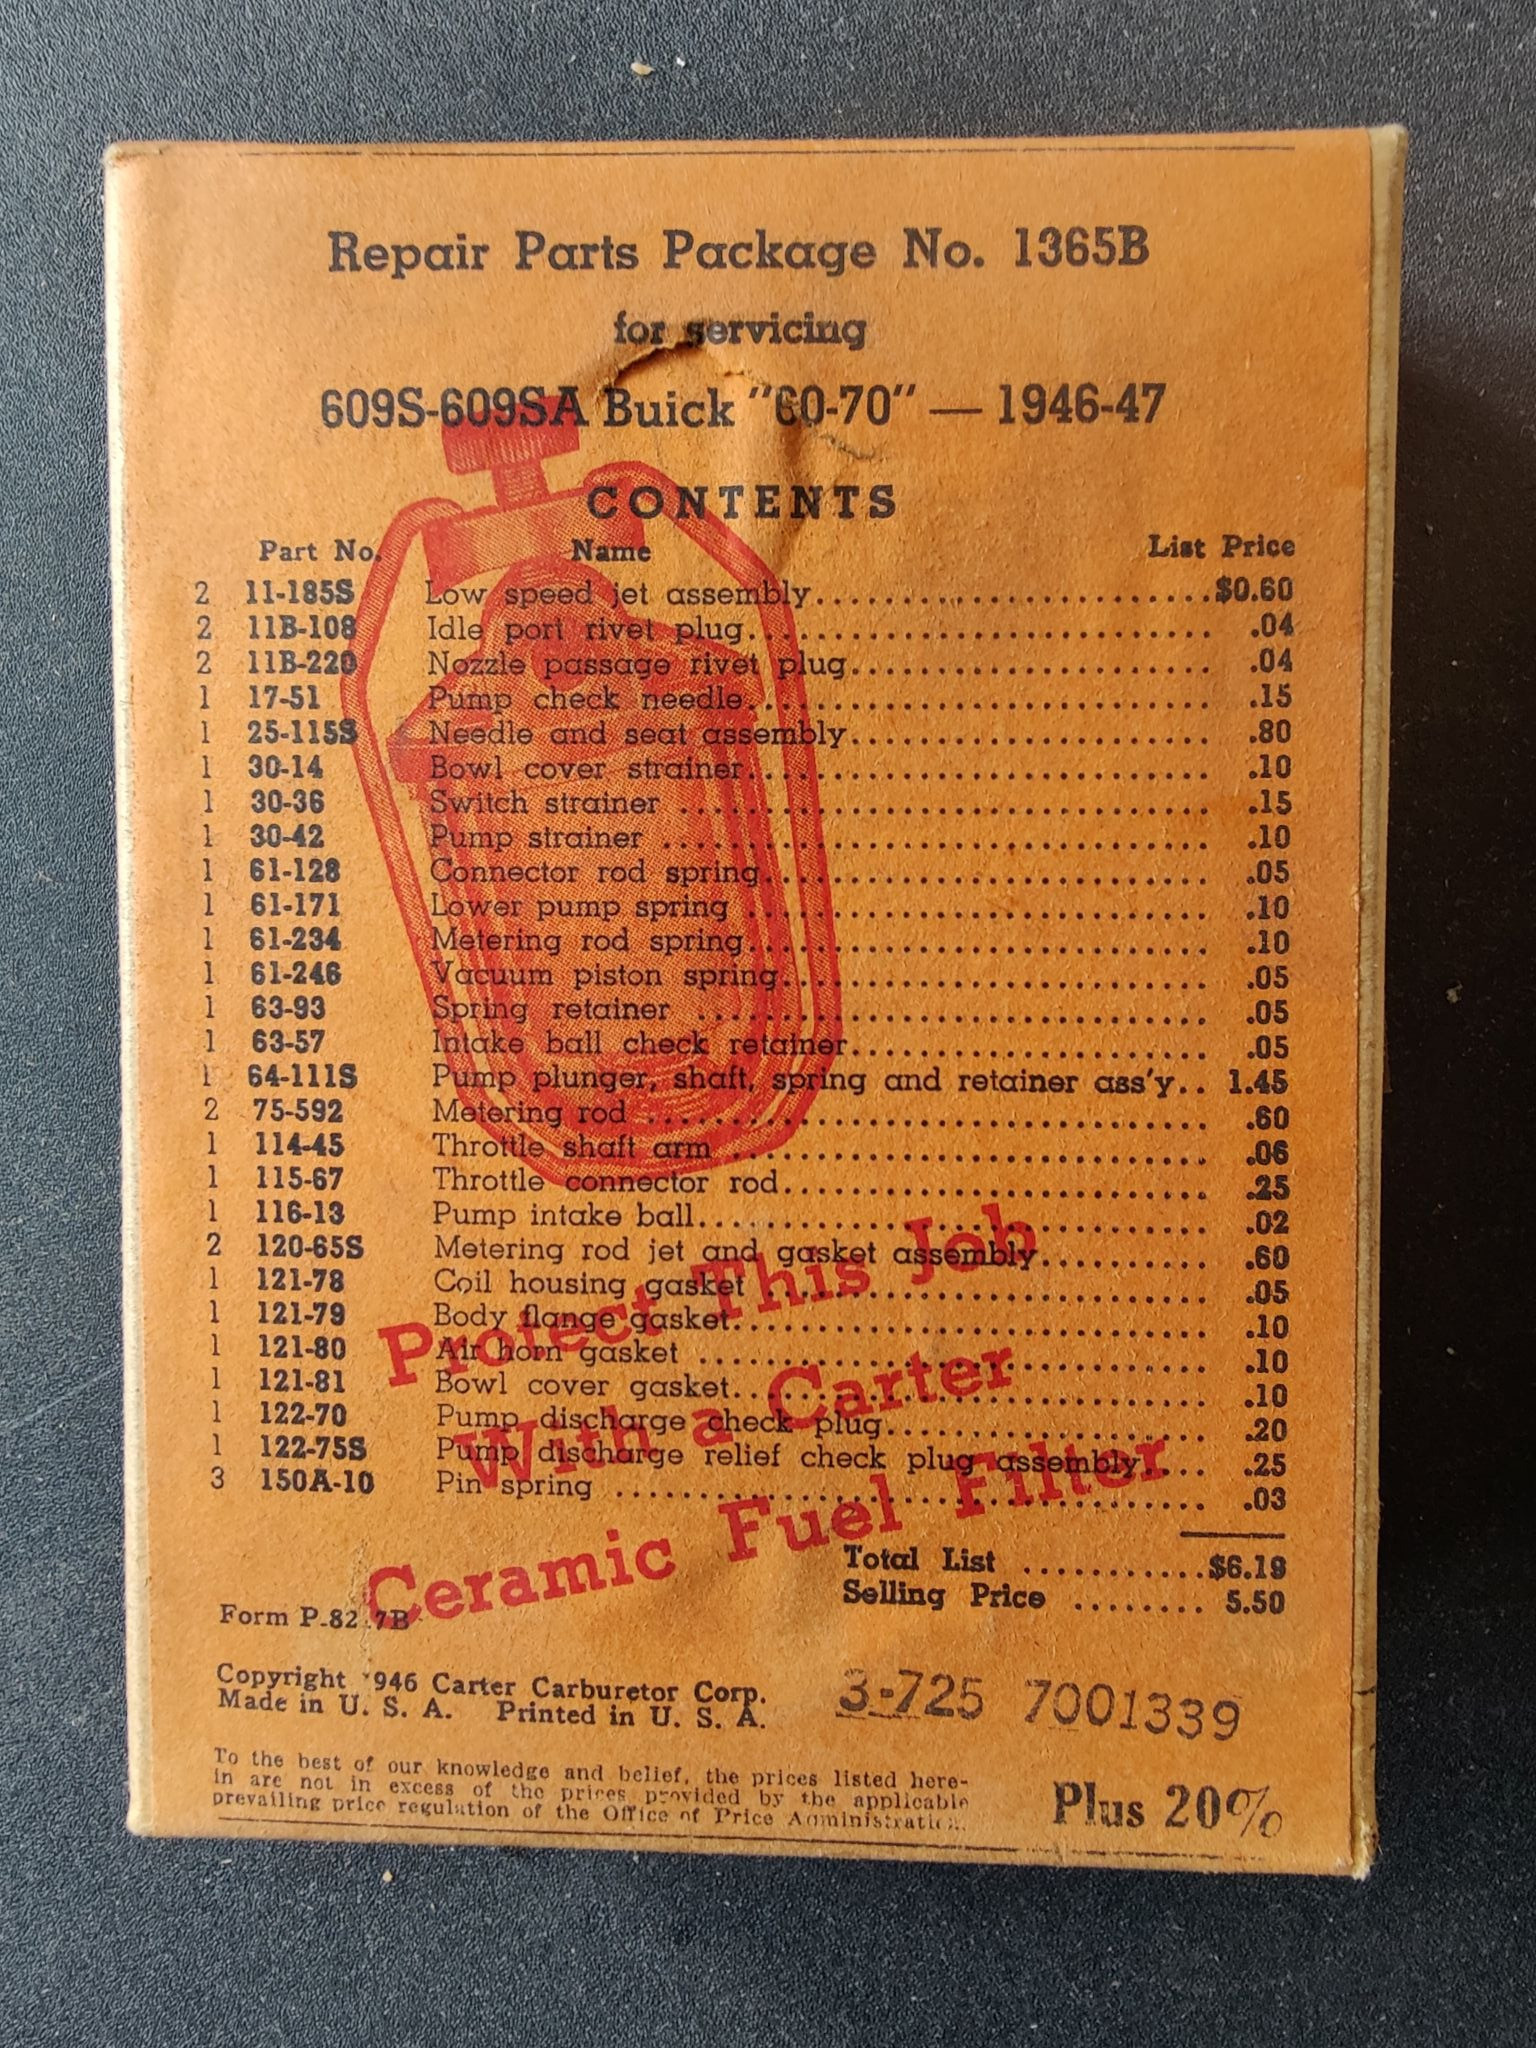 Repair Parts Package No. 1365B
for servicing
609S-609SA Buick "60-70" — 1946-47
CONTENTS
Part No. Name List Price
2 11-185S Low speed jet assembly........................$0.60
2 11B-108 Idle port rivet plug............................ .04
2 11B-220 Nozzle passage rivet plug...................... .04
1 17-51 Pump check needle............................ .15
1 25-115S Needle and seat assembly...................... .80
1 30-14 Bowl cover strainer............................ .10
1 30-36 Switch strainer ................................ .15
1 30-42 Pump strainer ................................. .10
1 61-128 Connector rod spring........................... .05
1 61-171 Lower pump spring ............................ .10
1 61-234 Metering rod spring............................ .10
1 61-246 Vacuum piston spring.......................... .05
1 63-93 Spring retainer ................................ .05
1 63-57 Intake ball check retainer...................... .05
1 64-111S Pump plunger, shaft, spring and retainer ass'y.. 1.45
2 75-592 Metering rod .................................. .60
1 114-45 Throttle shaft arm ............................. .06
1 115-67 Throttle connector rod.......................... .25
1 116-13 Pump intake ball............................... .02
2 120-65S Metering rod jet and gasket assembly.......... .60
1 121-78 Coil housing gasket ........................... .05
1 121-79 Body flange gasket............................. .10
1 121-80 Air horn gasket ............................... .10
1 121-81 Bowl cover gasket.............................. .10
1 122-70 Pump discharge check plug.................... .20
1 122-75S Pump discharge relief check plug assembly.... .25
3 150A-10 Pin spring .................................... .03
Protect This Job
With a Carter
Ceramic Fuel Filter
Total List ...........$6.19
Selling Price ........ 5.50
Form P-82 7B
Copyright 946 Carter Carburetor Corp.
Made in U. S. A. Printed in U. S. A.
3-725 7001339
To the best of our knowledge and belief, the prices listed here-
in are not in excess of the prices provided by the applicable
prevailing price regulation of the Office of Price Administration.
Plus 20%